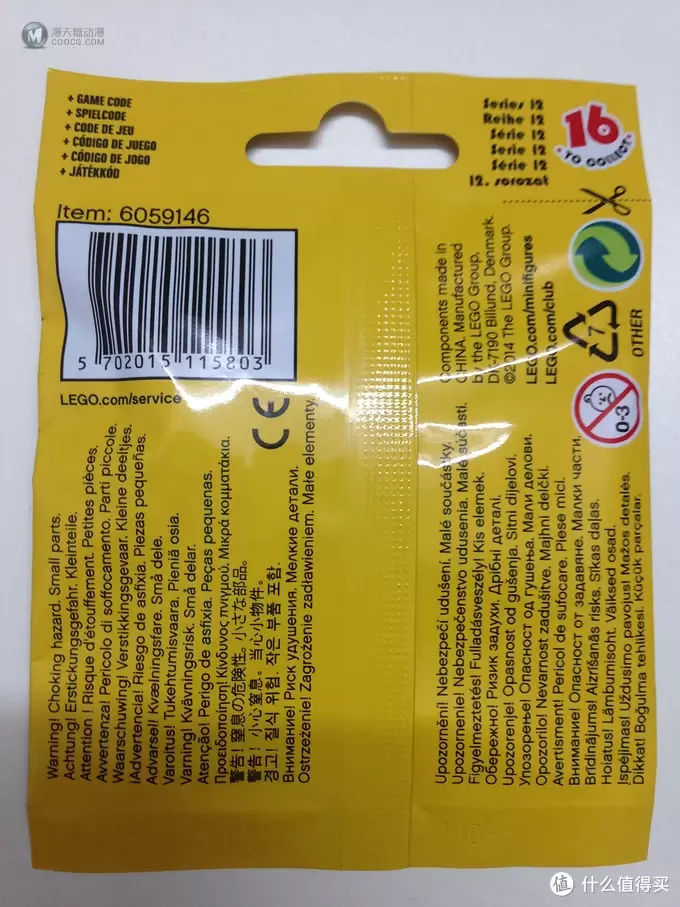 漫天糖动漫
COOCG.COM
+ GAME CODE
+ SPIELCODE
+ CODE DE JEU
+ CÓDIGO DE JUEGO
+ CÓDIGO DE JOGO
+ JÁTÉKKÓD
Series 12
Reihe 12
Série 12
Serie 12
Série 12
12. sorozat
16
TO COLLECT
Item: 6059146
5 702015 115803
LEGO.com/service
CE
Components made in
CHINA. Manufactured
by the LEGO Group,
DK-7190 Billund, Denmark.
©2014 The LEGO Group.
LEGO.com/minifigures
LEGO.com/club
7
OTHER
0-3
Warning! Choking hazard. Small parts.
Achtung! Erstickungsgefahr. Kleinteile.
Attention ! Risque d'étouffement. Petites pièces.
Avvertenza! Pericolo di soffocamento. Parti piccole.
Waarschuwing! Verstikkingsgevaar. Kleine deeltjes.
¡Advertencia! Riesgo de asfixia. Piezas pequeñas.
Advarsel! Kvælningsfare. Små dele.
Varoitus! Tukehtumisvaara. Pieniä osia.
Varning! Kvävningsrisk. Små delar.
Atenção! Perigo de asfixia. Peças pequenas.
Προειδοποίηση! Κίνδυνος πνιγμού. Μικρά κομματάκια.
警告！窒息の危険性。小さな部品。
警告！小心窒息。当心小物件。
경고! 질식 위험. 작은 부품 포함.
Внимание! Риск удушения. Мелкие детали.
Ostrzeżenie! Zagrożenie zadławieniem. Małe elementy.
Upozornění! Nebezpečí udušení. Malé součástky.
Upozornenie! Nebezpečenstvo udusenia. Malé súčasti.
Figyelmeztetés! Fulladásveszély! Kis elemek.
Обережно! Ризик задухи. Дрібні деталі.
Upozorenje! Opasnost od gušenja. Sitni dijelovi.
Упозорење! Опасност од гушења. Мали делови.
Opozorilo! Nevarnost zadušitve. Majhni delčki.
Avertisment! Pericol de sufocare. Piese mici.
Внимание! Опасност от задавяне. Малки части.
Brīdinājums! Aizrīšanās risks. Sīkas daļas.
Hoiatus! Lämbumisoht. Väiksed osad.
Įspėjimas! Uždusimo pavojus! Mažos detalės.
Dikkat! Boğulma tehlikesi. Küçük parçalar.
值 什么值得买